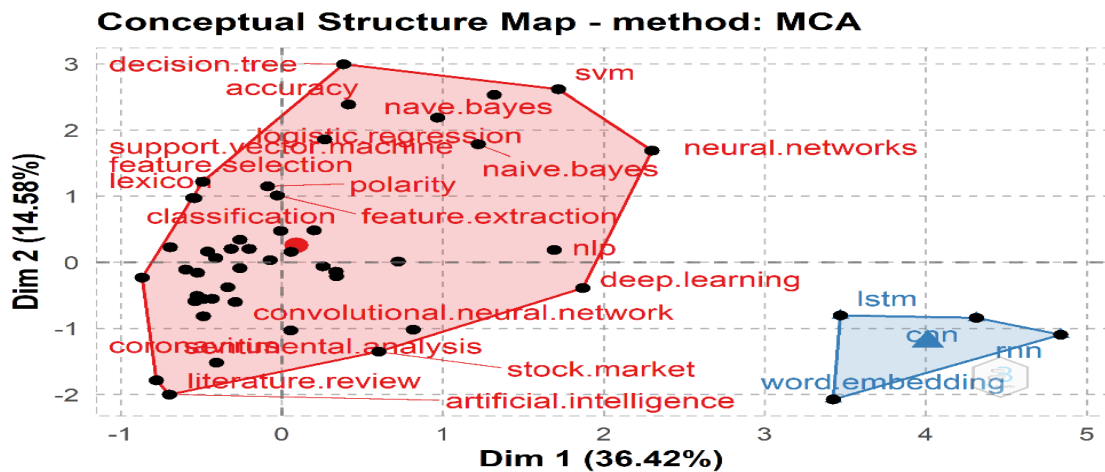 Conceptual Structure Map - method: MCA
3
decision.tree
svm
accuracy
nave.bayes
2
logistic.regression
support.vector.machine
neural.networks
feature.selection
naive.bayes
lexicon
polarity
1
classification
feature.extraction
nlp
0
deep.learning
lstm
convolutional.neural.network
-1
cnn
rnn
coronavirus
sentimental.analysis
stock.market
word.embedding
literature.review
-2
artificial.intelligence
-1
0
1
2
3
4
5
Dim 1 (36.42%)
Dim 2 (14.58%)